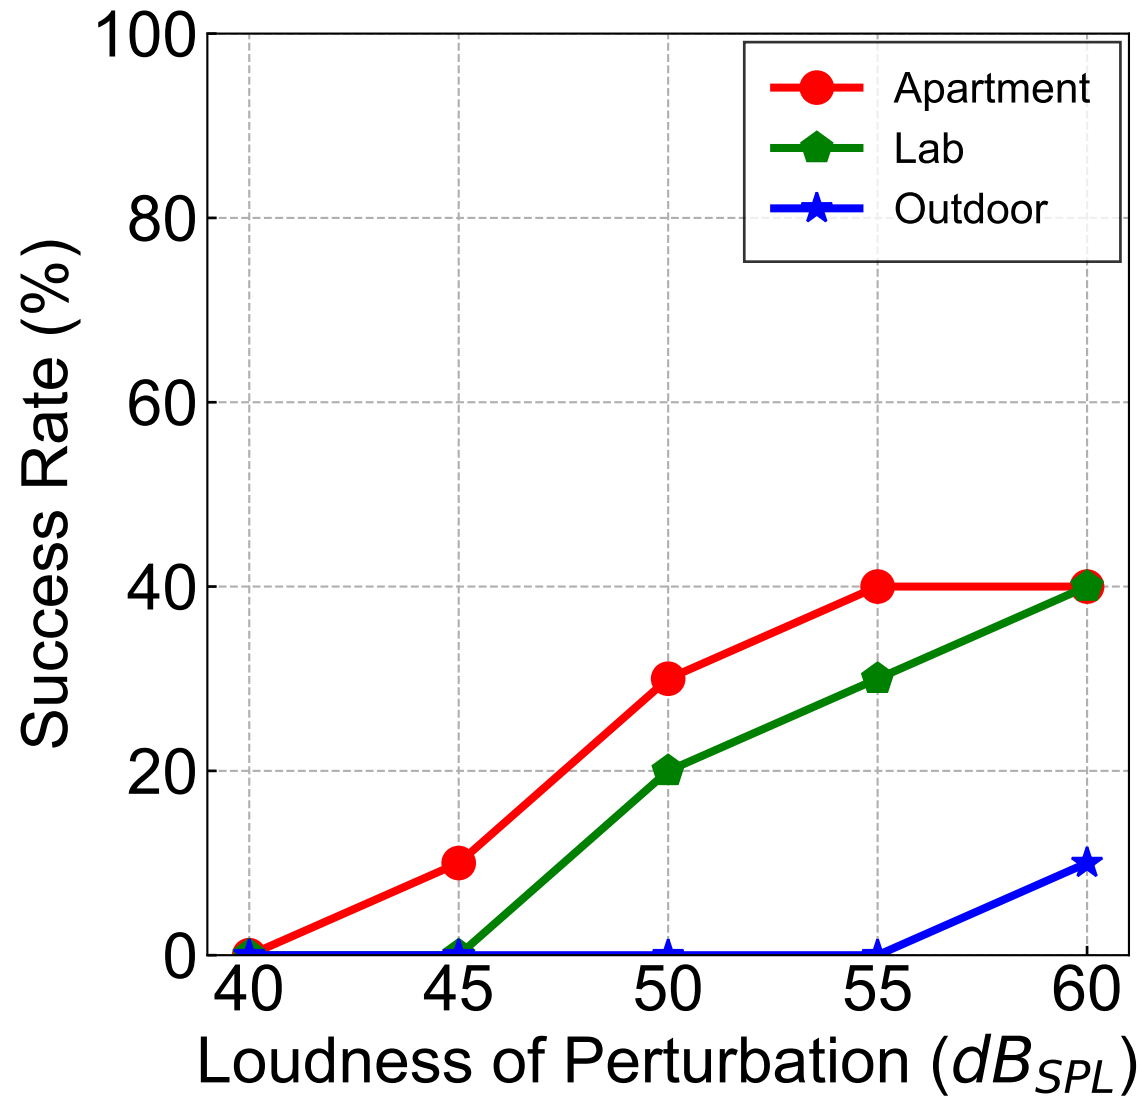 Success Rate (%)
100
80
60
40
20
0
Apartment
Lab
Outdoor
40 45 50 55 60
Loudness of Perturbation (dB_SPL)